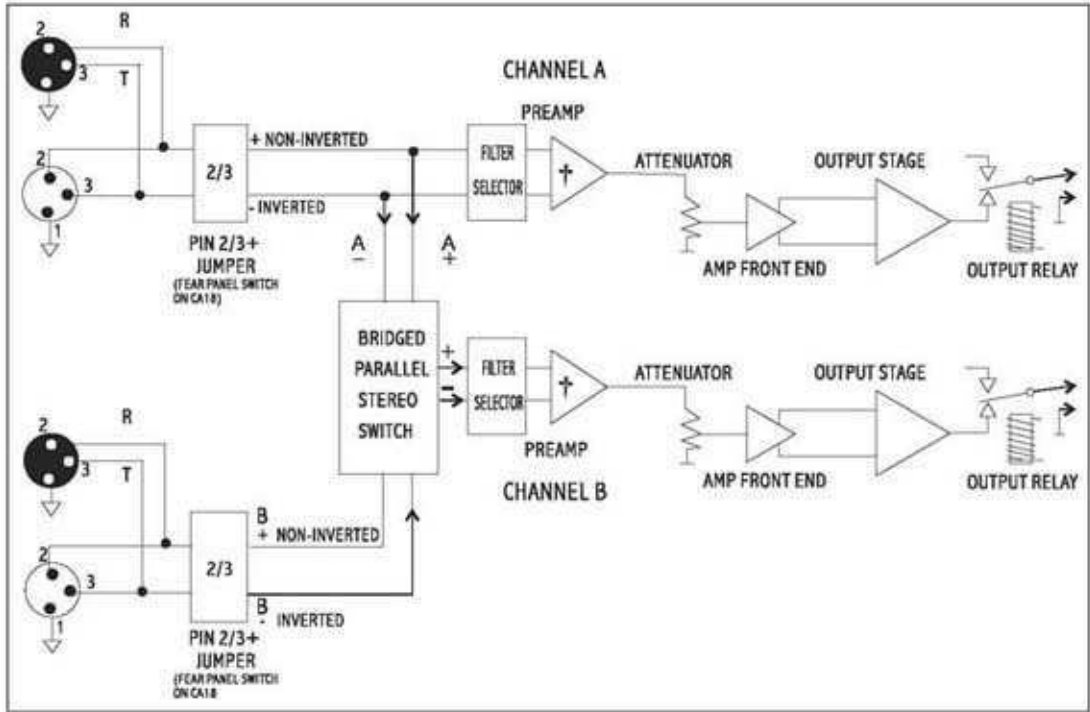 2
R
3
T
CHANNEL A
PREAMP
2
3
1
2/3
+ NON-INVERTED
- INVERTED
FILTER
SELECTOR
†
ATTENUATOR
OUTPUT STAGE
AMP FRONT END
OUTPUT RELAY
PIN 2/3+
JUMPER
(FEAR PANEL SWITCH
ON CA18)
A
-
A
+
BRIDGED
PARALLEL
STEREO
SWITCH
+
-
FILTER
SELECTOR
†
PREAMP
CHANNEL B
ATTENUATOR
OUTPUT STAGE
AMP FRONT END
OUTPUT RELAY
2
R
3
T
2
3
1
2/3
B
+ NON-INVERTED
B
- INVERTED
PIN 2/3+
JUMPER
(FEAR PANEL SWITCH
ON CA18